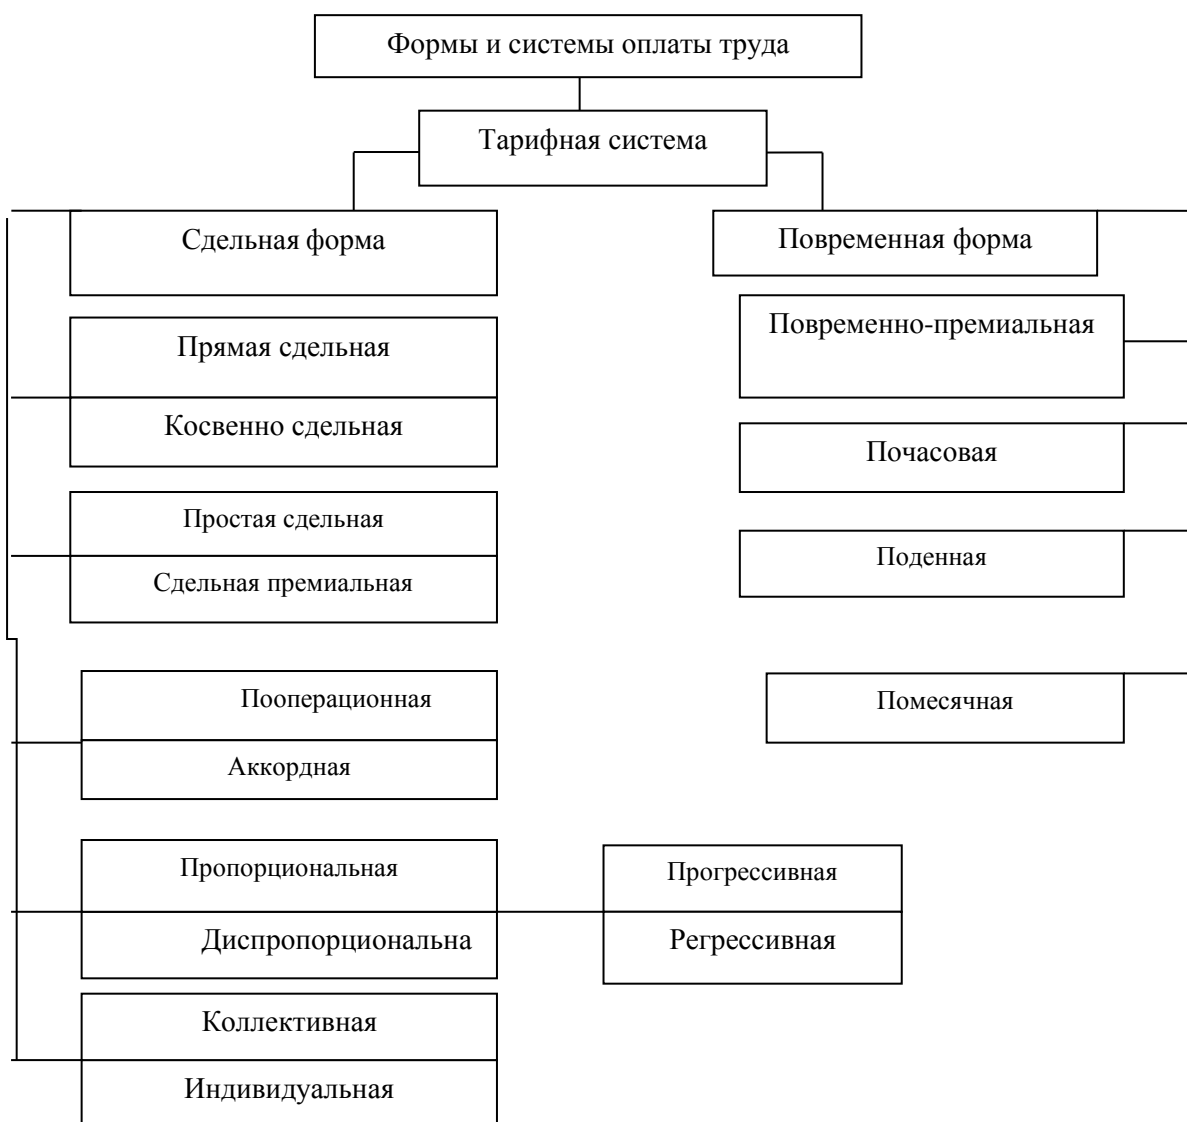 Формы и системы оплаты труда
Тарифная система
Сдельная форма
Повременная форма
Прямая сдельная
Повременно-премиальная
Косвенно сдельная
Почасовая
Простая сдельная
Поденная
Сдельная премиальная
Пооперационная
Помесячная
Аккордная
Пропорциональная
Прогрессивная
Диспропорциональна
Регрессивная
Коллективная
Индивидуальная